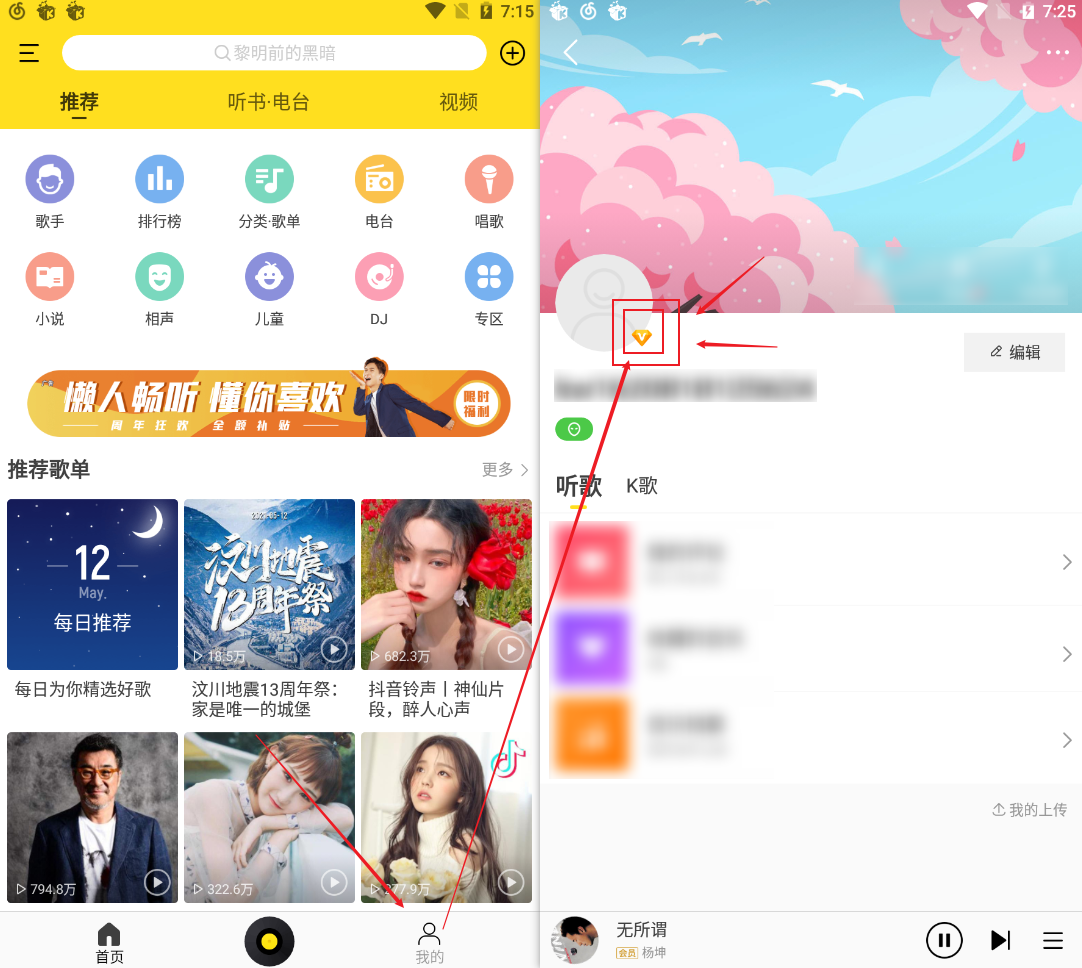 7:15
黎明前的黑暗
推荐
听书·电台
视频
歌手
排行榜
分类·歌单
电台
唱歌
小说
相声
儿童
DJ
专区
懒人畅听 懂你喜欢
周年狂欢 全额补贴
限时
福利
推荐歌单
更多
12
May.
每日推荐
2021-05-12
汶川地震
13周年祭
18.5万
682.3万
每日为你精选好歌
汶川地震13周年祭：
家是唯一的城堡
抖音铃声丨神仙片
段，醉人心声
794.8万
322.6万
277.9万
首页
我的
7:25
编辑
听歌
K歌
我的上传
无所谓
会员 杨坤